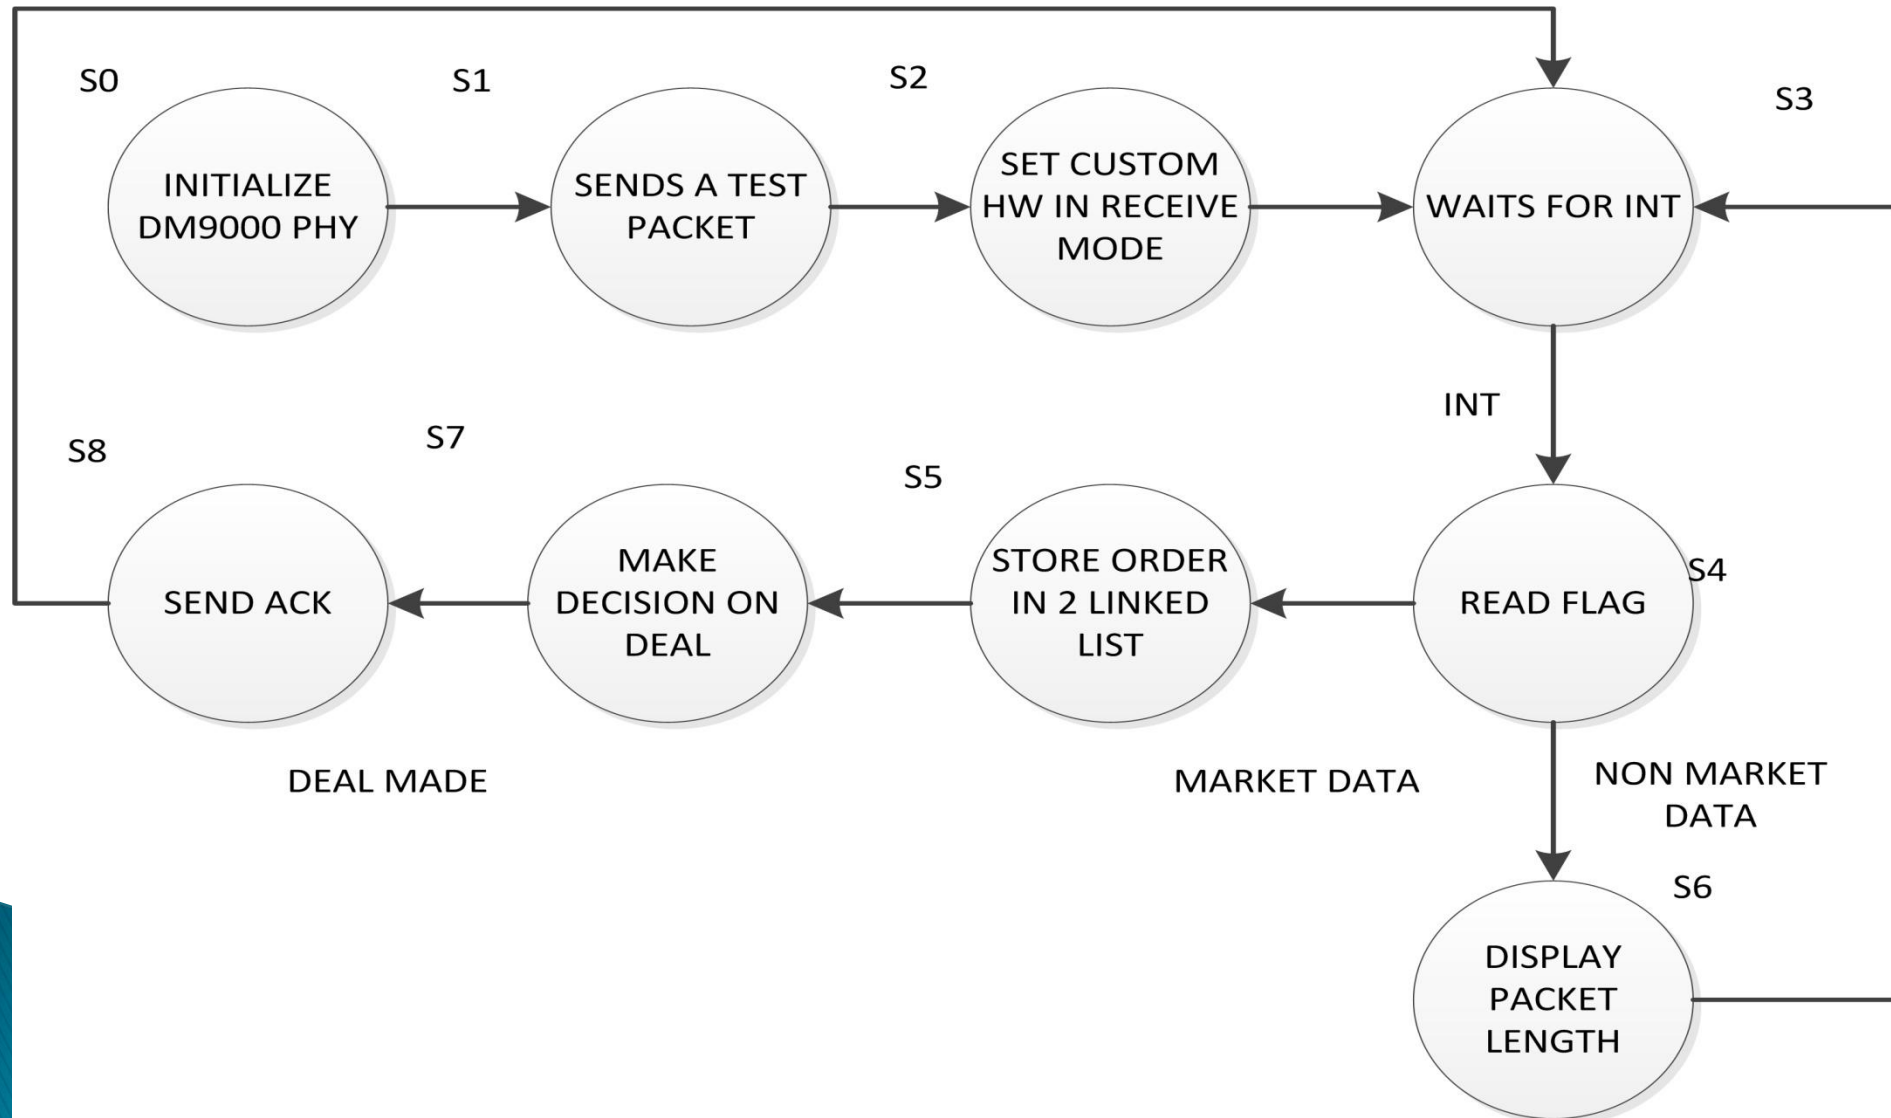 S0
S1
S2
S3
INITIALIZE
DM9000 PHY
SENDS A TEST
PACKET
SET CUSTOM
HW IN RECEIVE
MODE
WAITS FOR INT
INT
S8
S7
S5
S4
SEND ACK
MAKE
DECISION ON
DEAL
STORE ORDER
IN 2 LINKED
LIST
READ FLAG
DEAL MADE
MARKET DATA
NON MARKET
DATA
S6
DISPLAY
PACKET
LENGTH